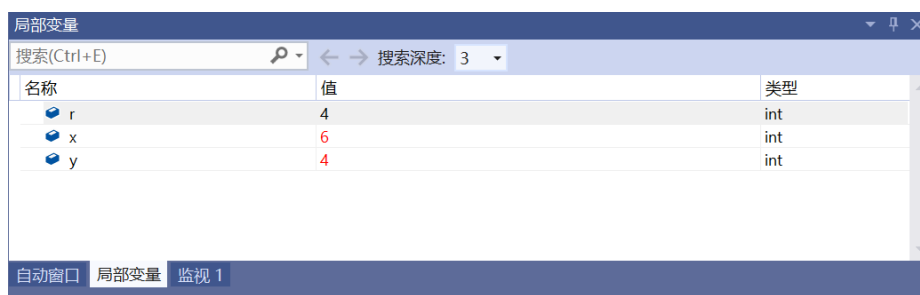 局部变量
搜索(Ctrl+E) 搜索深度: 3
名称 值 类型
r 4 int
x 6 int
y 4 int
自动窗口 局部变量 监视 1